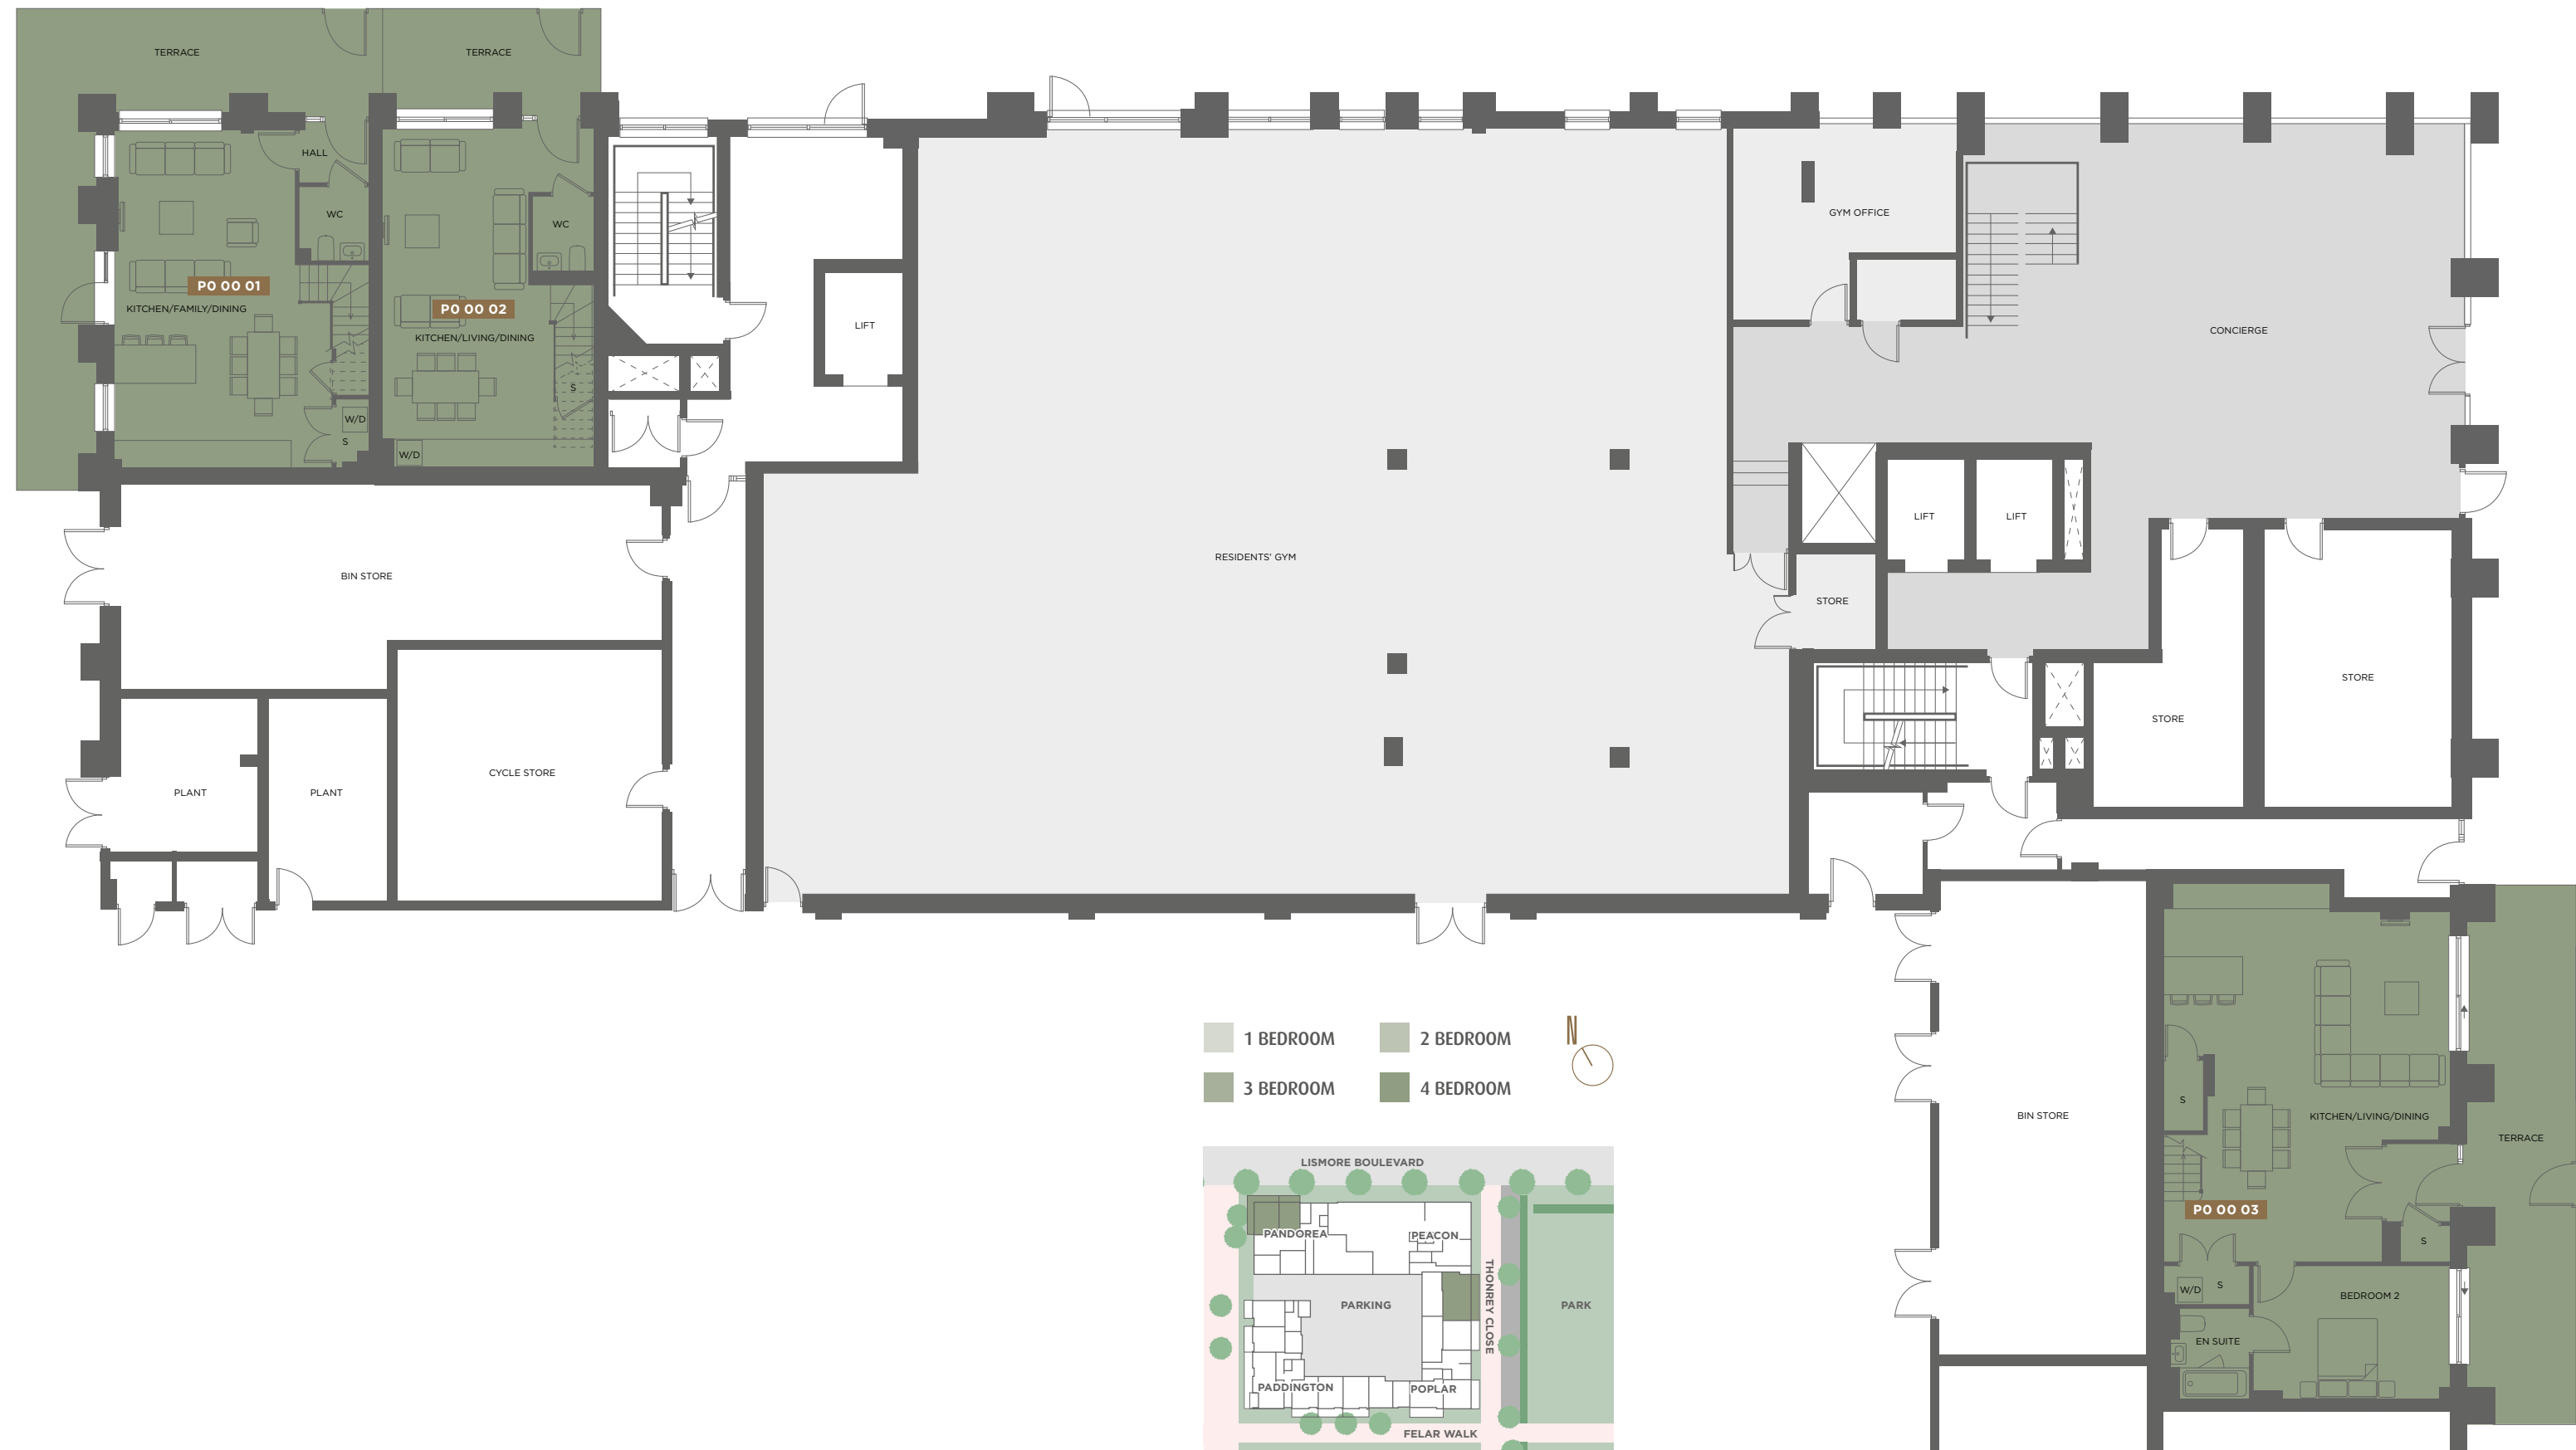 TERRACE
TERRACE
HALL
WC
WC
P0 00 01
KITCHEN/FAMILY/DINING
P0 00 02
KITCHEN/LIVING/DINING
S
W/D
S
W/D
LIFT
GYM OFFICE
CONCIERGE
RESIDENTS' GYM
LIFT
LIFT
STORE
STORE
STORE
BIN STORE
CYCLE STORE
PLANT
PLANT
BIN STORE
S
KITCHEN/LIVING/DINING
TERRACE
P0 00 03
S
W/D
S
BEDROOM 2
EN SUITE
1 BEDROOM
2 BEDROOM
3 BEDROOM
4 BEDROOM
N
LISMORE BOULEVARD
PANDOREA
PEACON
THONREY CLOSE
PARKING
PARK
PADDINGTON
POPLAR
FELAR WALK